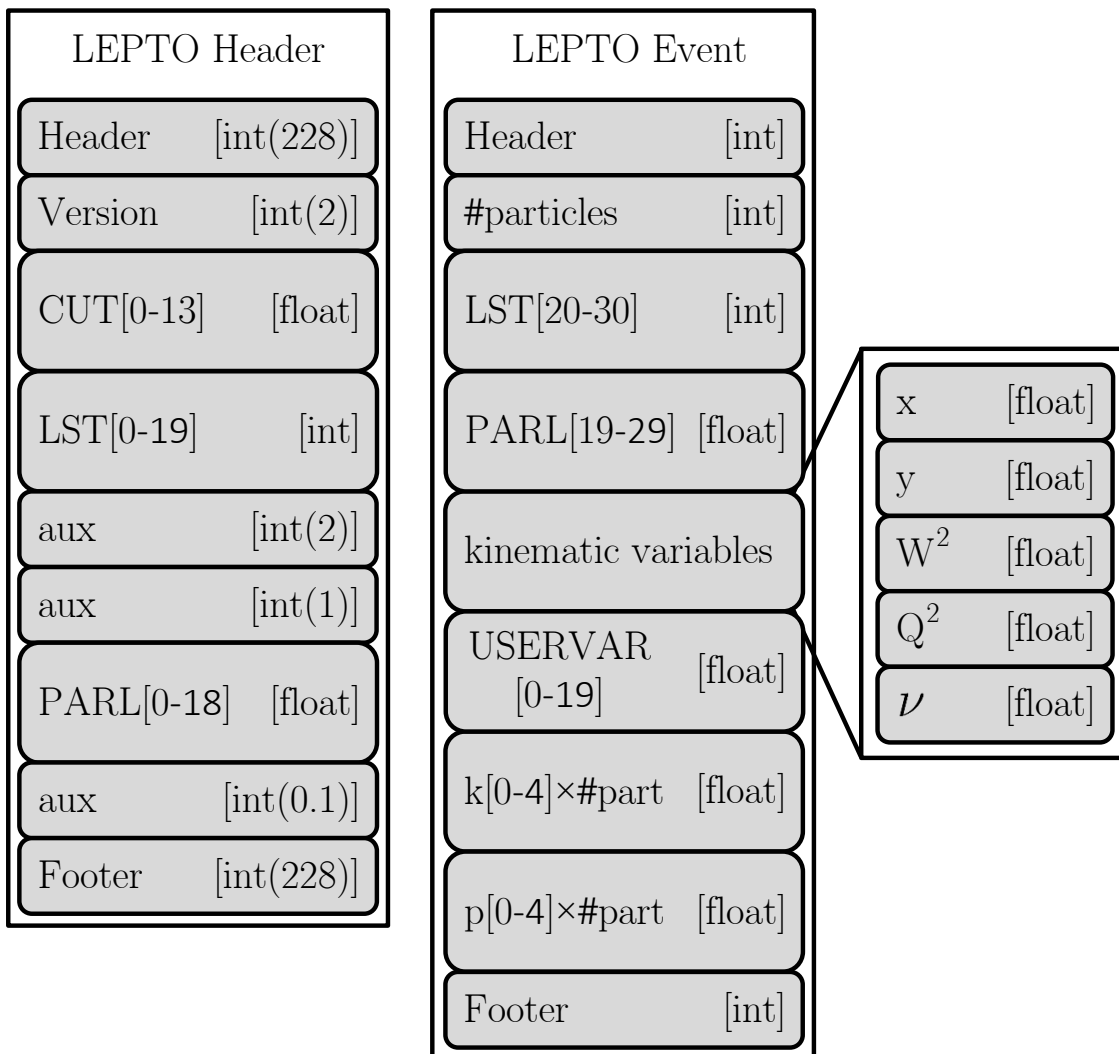 LEPTO Header
Header [int(228)]
Version [int(2)]
CUT[0-13] [float]
LST[0-19] [int]
aux [int(2)]
aux [int(1)]
PARL[0-18] [float]
aux [int(0.1)]
Footer [int(228)]
LEPTO Event
Header [int]
#particles [int]
LST[20-30] [int]
PARL[19-29] [float]
kinematic variables
USERVAR
[0-19] [float]
k[0-4]×#part [float]
p[0-4]×#part [float]
Footer [int]
x [float]
y [float]
W² [float]
Q² [float]
ν [float]